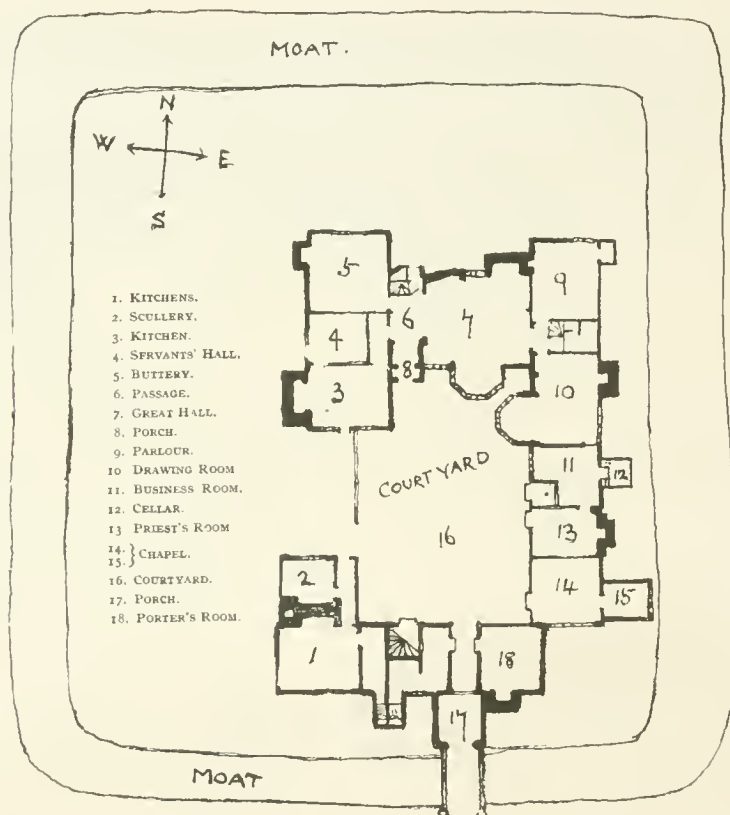 MOAT.
N
W
E
S
1. KITCHENS.
2. SCULLERY.
3. KITCHEN.
4. SERVANTS' HALL.
5. BUTTERY.
6. PASSAGE.
7. GREAT HALL.
8. PORCH.
9. PARLOUR.
10 DRAWING ROOM
11. BUSINESS ROOM.
12. CELLAR.
13 PRIEST'S ROOM
14. } CHAPEL.
15.
16. COURTYARD.
17. PORCH.
18. PORTER'S ROOM.
5
6
7
9
4
8
3
10
COURTYARD
11
12
16
13
14
15
2
1
18
17
MOAT